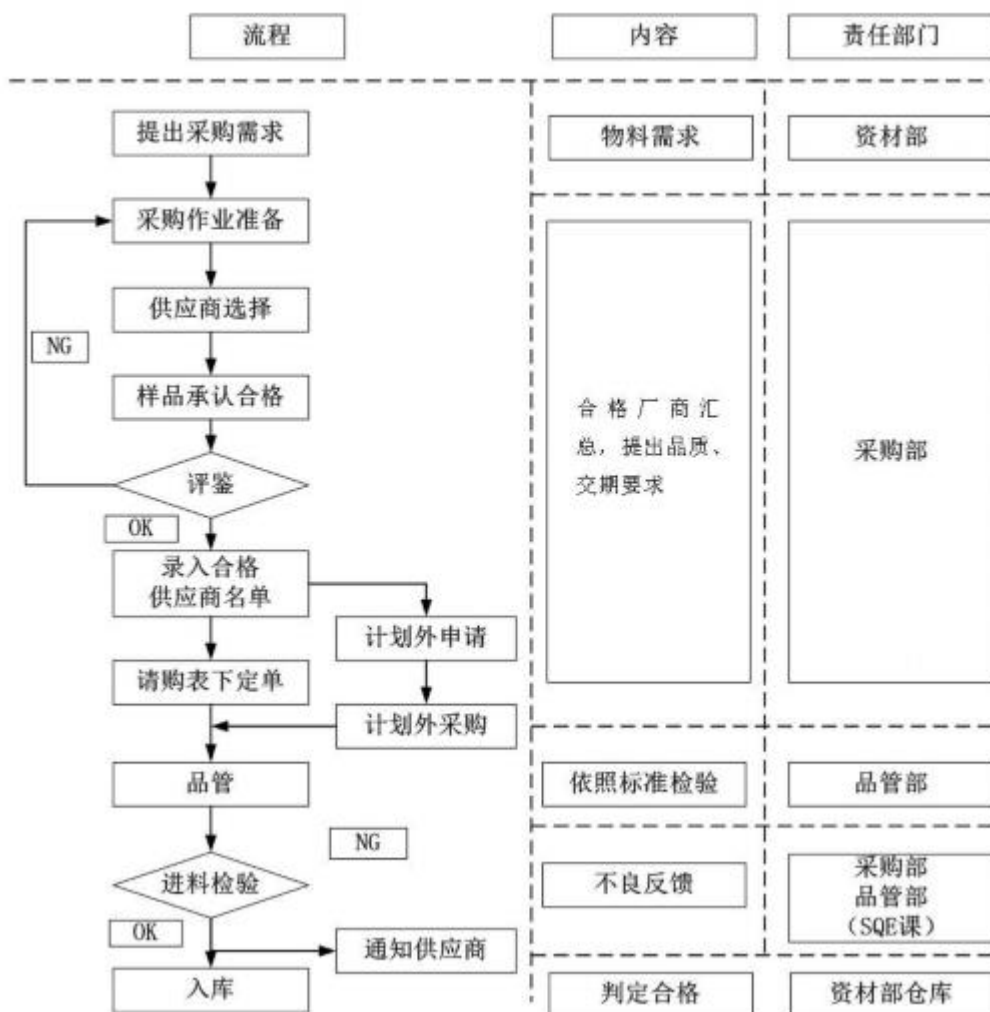 流程
内容
责任部门
提出采购需求
物料需求
资材部
采购作业准备
供应商选择
NG
样品承认合格
合格厂商汇
总，提出品质、
交期要求
采购部
评鉴
OK
录入合格
供应商名单
计划外申请
请购表下定单
计划外采购
品管
依照标准检验
品管部
NG
进料检验
不良反馈
采购部
品管部
（SQE课）
OK
通知供应商
入库
判定合格
资材部仓库